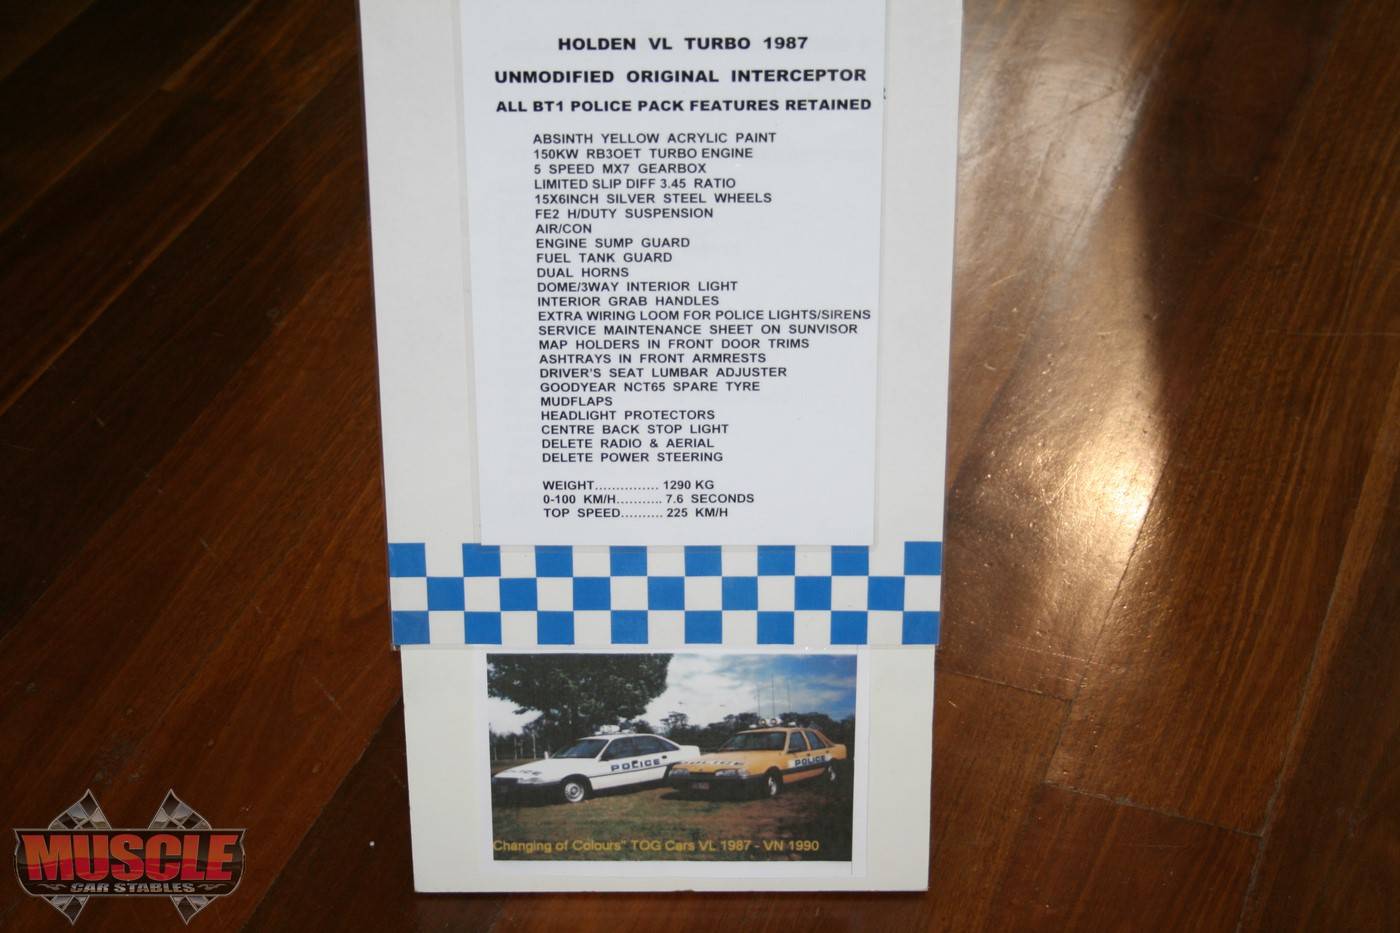 HOLDEN VL TURBO 1987
UNMODIFIED ORIGINAL INTERCEPTOR
ALL BT1 POLICE PACK FEATURES RETAINED
ABSINTH YELLOW ACRYLIC PAINT
150KW RB3OET TURBO ENGINE
5 SPEED MX7 GEARBOX
LIMITED SLIP DIFF 3.45 RATIO
15X6INCH SILVER STEEL WHEELS
FE2 H/DUTY SUSPENSION
AIR/CON
ENGINE SUMP GUARD
FUEL TANK GUARD
DUAL HORNS
DOME/3WAY INTERIOR LIGHT
INTERIOR GRAB HANDLES
EXTRA WIRING LOOM FOR POLICE LIGHTS/SIRENS
SERVICE MAINTENANCE SHEET ON SUNVISOR
MAP HOLDERS IN FRONT DOOR TRIMS
ASHTRAYS IN FRONT ARMRESTS
DRIVER'S SEAT LUMBAR ADJUSTER
GOODYEAR NCT65 SPARE TYRE
MUDFLAPS
HEADLIGHT PROTECTORS
CENTRE BACK STOP LIGHT
DELETE RADIO & AERIAL
DELETE POWER STEERING
WEIGHT............... 1290 KG
0-100 KM/H........... 7.6 SECONDS
TOP SPEED.......... 225 KM/H
POLICE
POLICE
POLICE
Changing of Colours" TOG Cars VL 1987 - VN 1990
MUSCLE
CAR STABLES